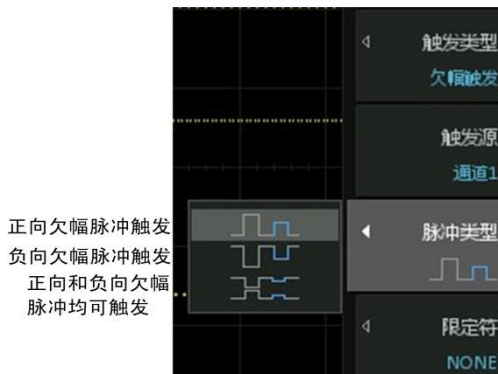 触发类型
欠幅触发
触发源
通道1
正向欠幅脉冲触发
负向欠幅脉冲触发
正向和负向欠幅
脉冲均可触发
脉冲类型
限定符
NONE